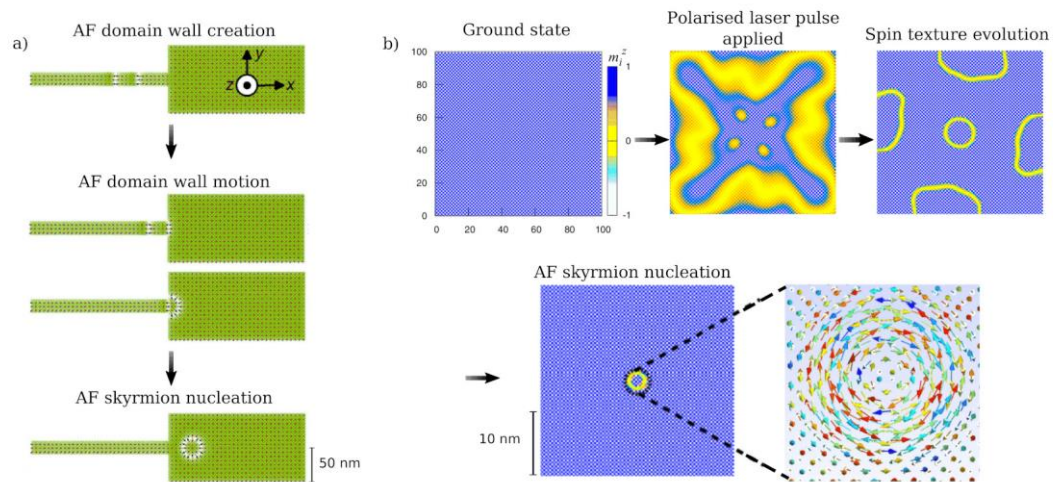 a)
AF domain wall creation
y
z
x
AF domain wall motion
AF skyrmion nucleation
50 nm
b)
Ground state
Polarised laser pulse
applied
Spin texture evolution
m_i^z
100
80
60
40
20
0
0 20 40 60 80 100
1
0
-1
AF skyrmion nucleation
10 nm